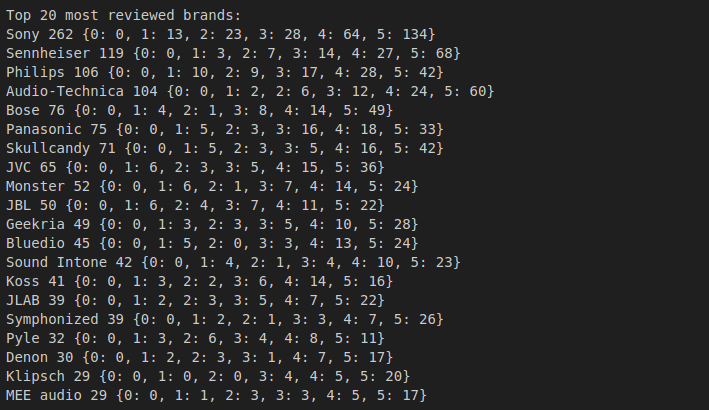 Top 20 most reviewed brands:
Sony 262 {0: 0, 1: 13, 2: 23, 3: 28, 4: 64, 5: 134}
Sennheiser 119 {0: 0, 1: 3, 2: 7, 3: 14, 4: 27, 5: 68}
Philips 106 {0: 0, 1: 10, 2: 9, 3: 17, 4: 28, 5: 42}
Audio-Technica 104 {0: 0, 1: 2, 2: 6, 3: 12, 4: 24, 5: 60}
Bose 76 {0: 0, 1: 4, 2: 1, 3: 8, 4: 14, 5: 49}
Panasonic 75 {0: 0, 1: 5, 2: 3, 3: 16, 4: 18, 5: 33}
Skullcandy 71 {0: 0, 1: 5, 2: 3, 3: 5, 4: 16, 5: 42}
JVC 65 {0: 0, 1: 6, 2: 3, 3: 5, 4: 15, 5: 36}
Monster 52 {0: 0, 1: 6, 2: 1, 3: 7, 4: 14, 5: 24}
JBL 50 {0: 0, 1: 6, 2: 4, 3: 7, 4: 11, 5: 22}
Geekria 49 {0: 0, 1: 3, 2: 3, 3: 5, 4: 10, 5: 28}
Bluedio 45 {0: 0, 1: 5, 2: 0, 3: 3, 4: 13, 5: 24}
Sound Intone 42 {0: 0, 1: 4, 2: 1, 3: 4, 4: 10, 5: 23}
Koss 41 {0: 0, 1: 3, 2: 2, 3: 6, 4: 14, 5: 16}
JLAB 39 {0: 0, 1: 2, 2: 3, 3: 5, 4: 7, 5: 22}
Symphonized 39 {0: 0, 1: 2, 2: 1, 3: 3, 4: 7, 5: 26}
Pyle 32 {0: 0, 1: 3, 2: 6, 3: 4, 4: 8, 5: 11}
Denon 30 {0: 0, 1: 2, 2: 3, 3: 1, 4: 7, 5: 17}
Klipsch 29 {0: 0, 1: 0, 2: 0, 3: 4, 4: 5, 5: 20}
MEE audio 29 {0: 0, 1: 1, 2: 3, 3: 3, 4: 5, 5: 17}